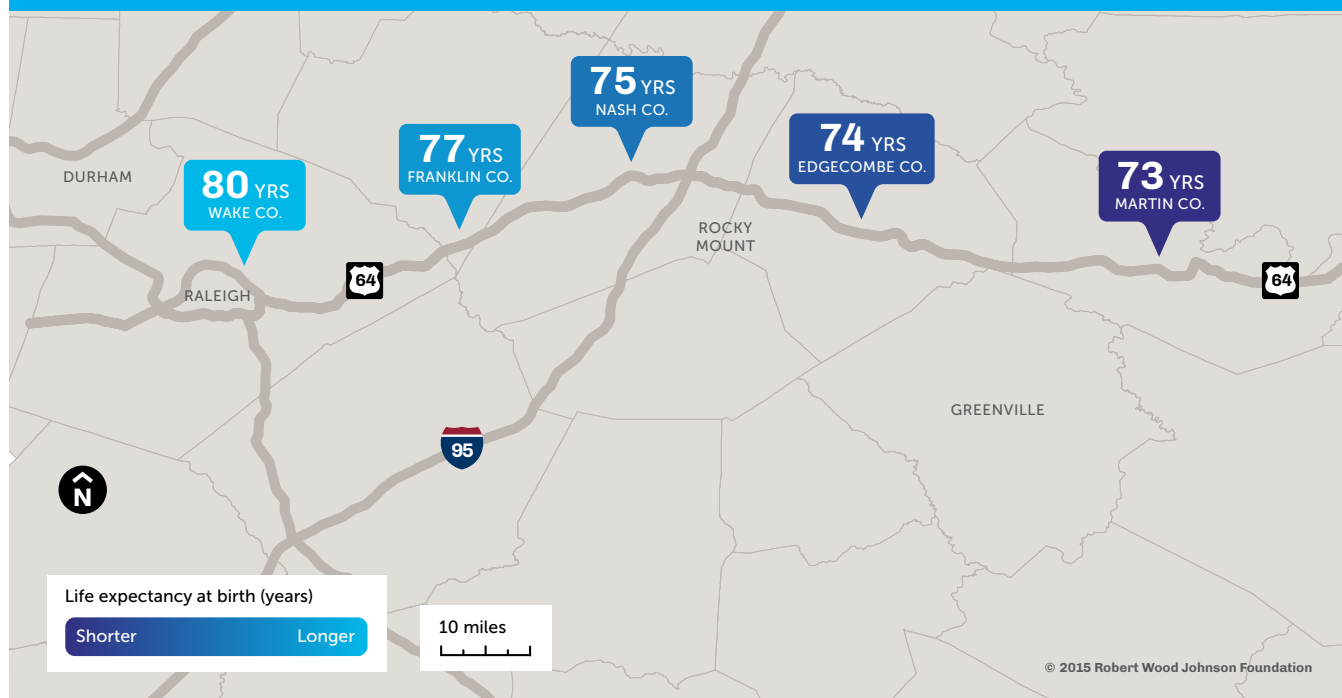 75 YRS
NASH CO.
74 YRS
EDGECOMBE CO.
77 YRS
FRANKLIN CO.
73 YRS
MARTIN CO.
DURHAM
80 YRS
WAKE CO.
ROCKY
MOUNT
64
64
RALEIGH
GREENVILLE
95
N
Life expectancy at birth (years)
Shorter Longer
10 miles
© 2015 Robert Wood Johnson Foundation